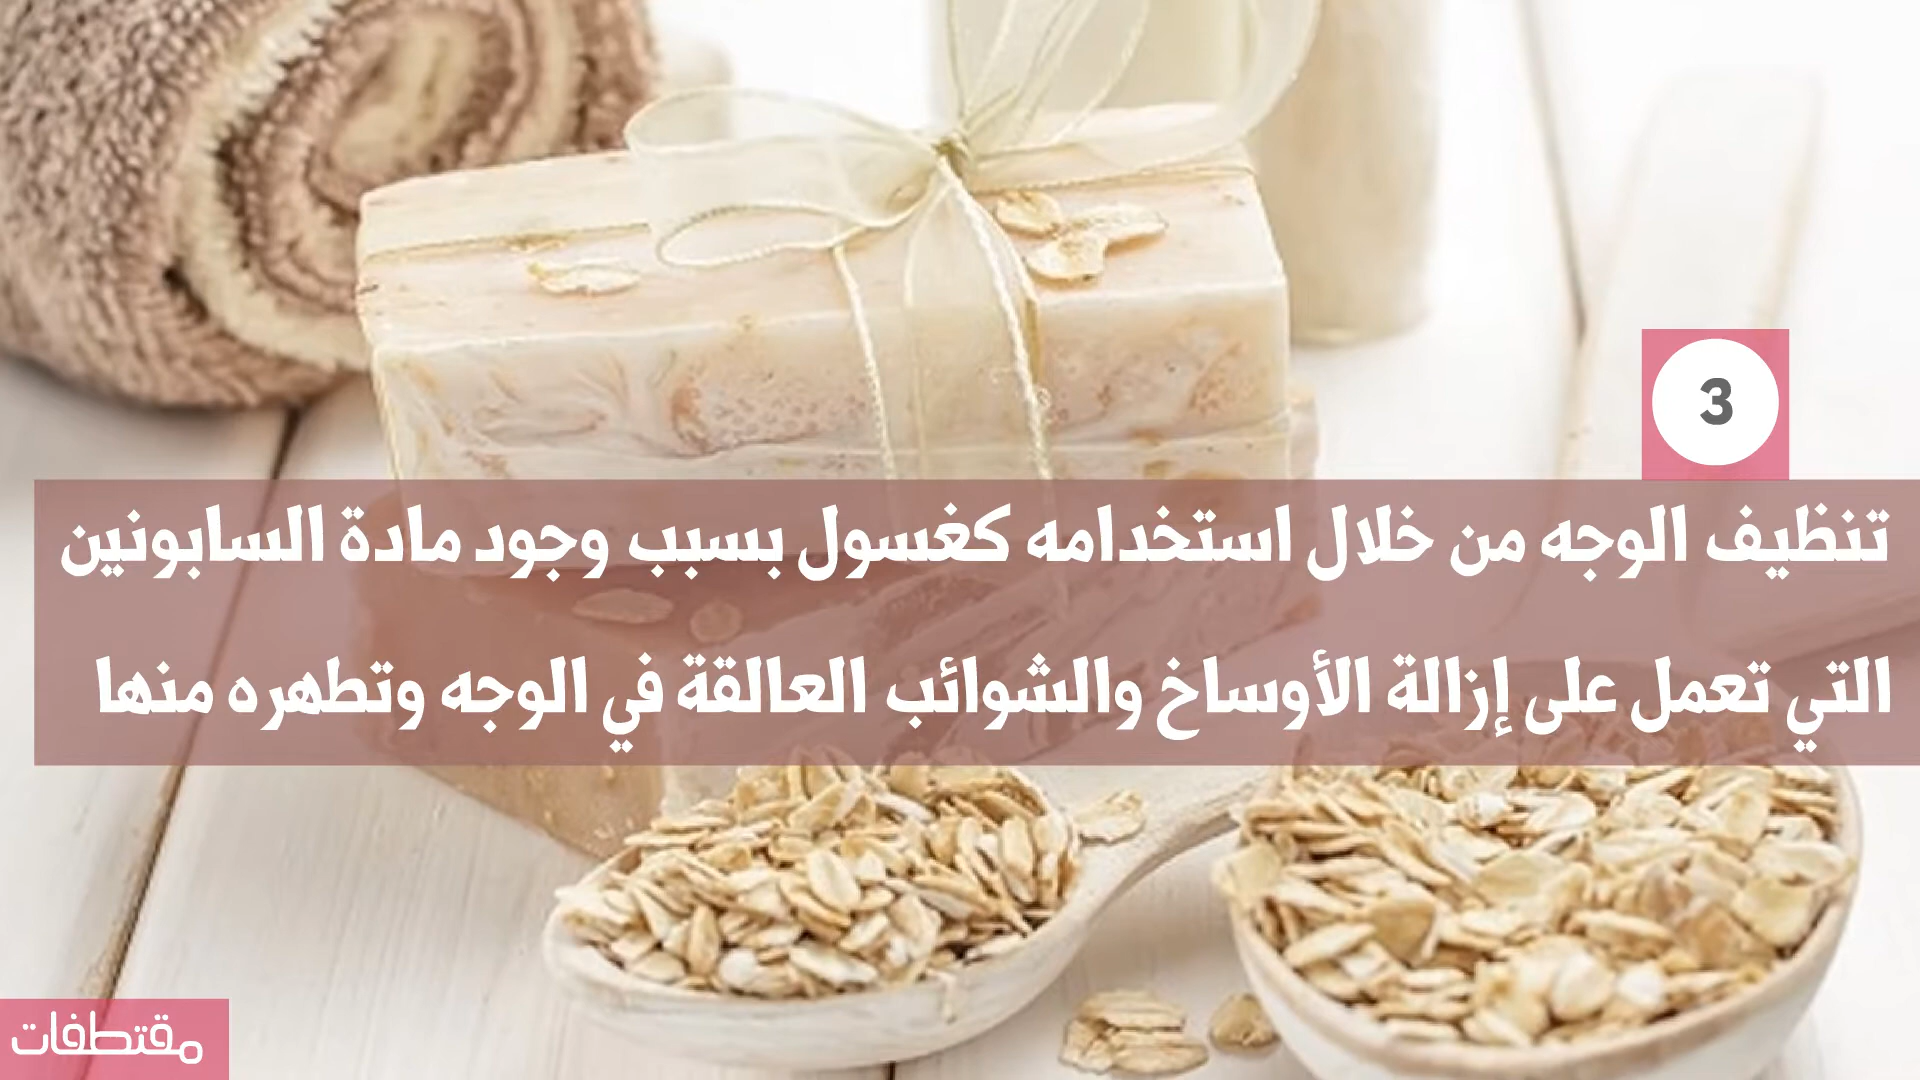 3
تنظيف الوجه من خلال استخدامه كغسول بسبب وجود مادة السابونين
التي تعمل على إزالة الأوساخ والشوائب العالقة في الوجه وتطهره منها
مقتطفات